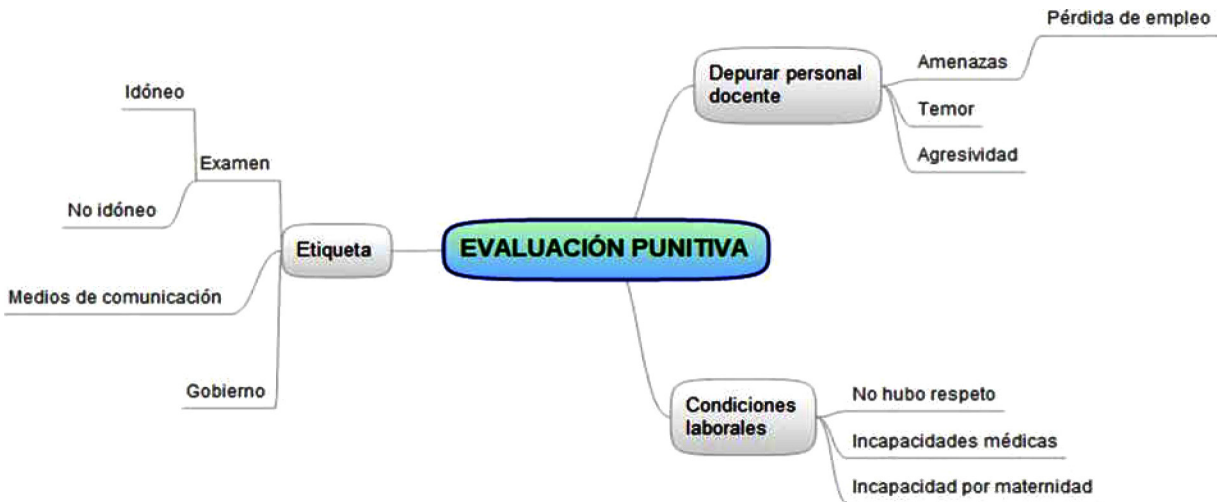 Pérdida de empleo
Depurar personal
docente
Amenazas
Temor
Agresividad
Idóneo
Examen
No idóneo
Etiqueta
EVALUACIÓN PUNITIVA
Medios de comunicación
Gobierno
Condiciones
laborales
No hubo respeto
Incapacidades médicas
Incapacidad por maternidad